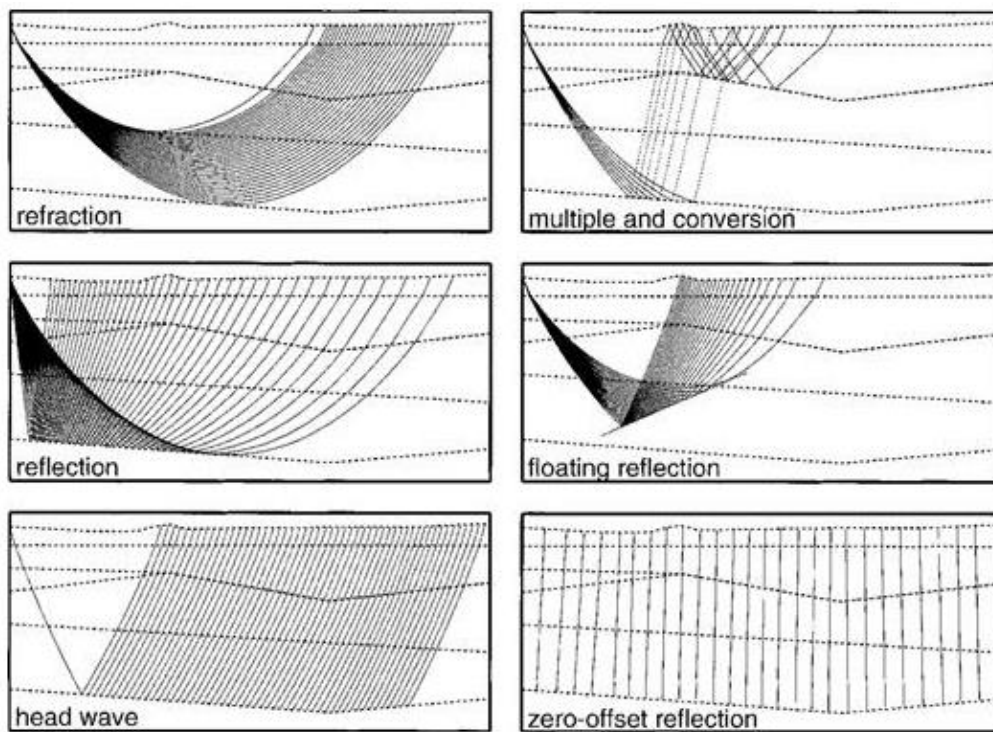 refraction
multiple and conversion
reflection
floating reflection
head wave
zero-offset reflection